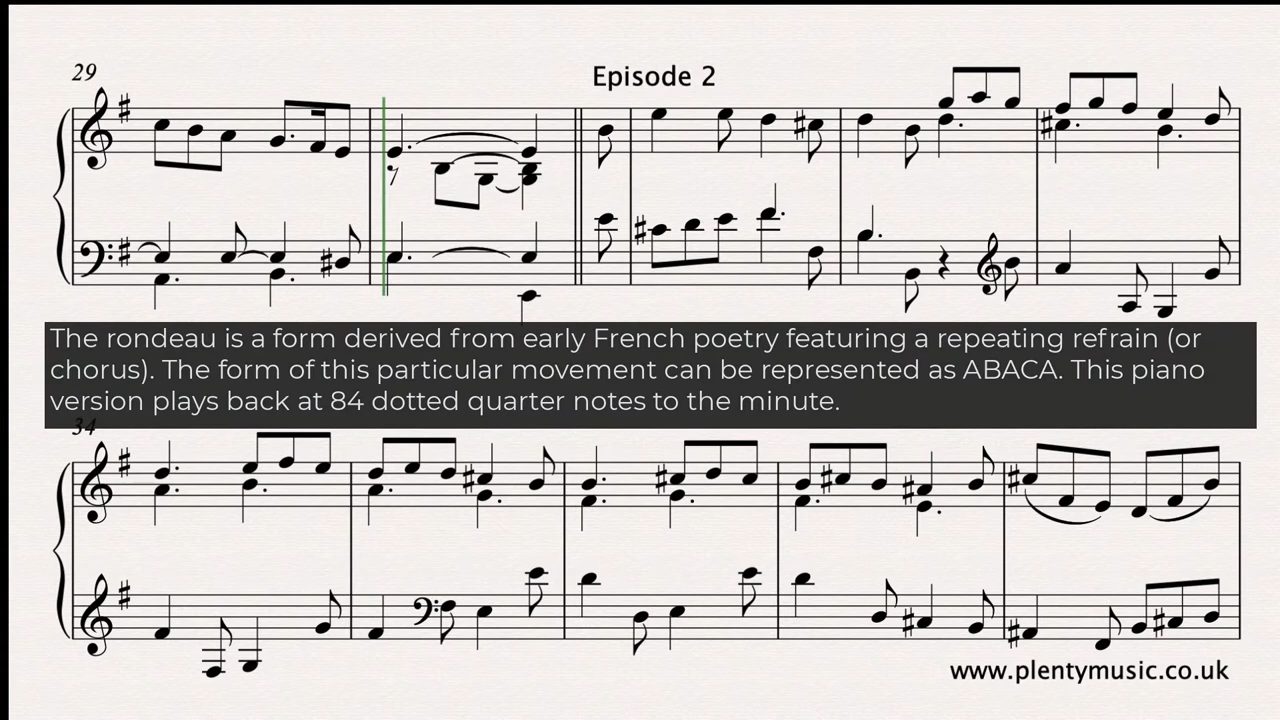 29
Episode 2
The rondeau is a form derived from early French poetry featuring a repeating refrain (or
chorus). The form of this particular movement can be represented as ABACA. This piano
version plays back at 84 dotted quarter notes to the minute.
34
www.plentymusic.co.uk